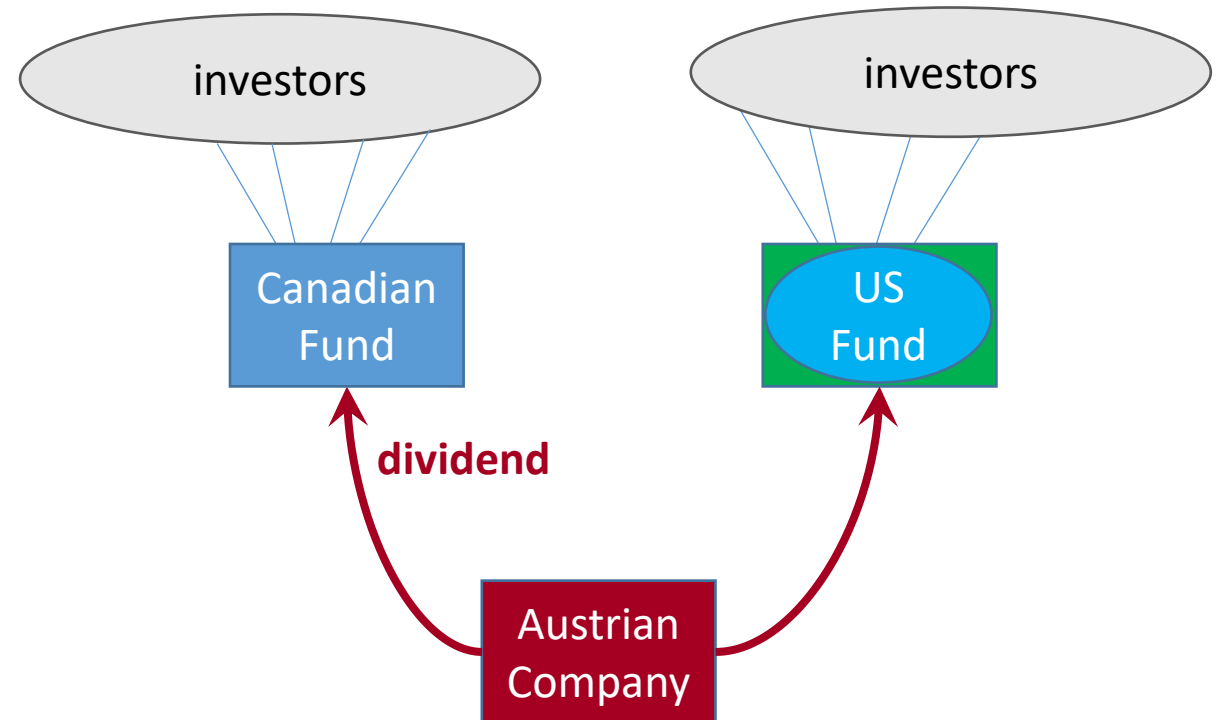 investors
investors
Canadian
Fund
US
Fund
dividend
Austrian
Company